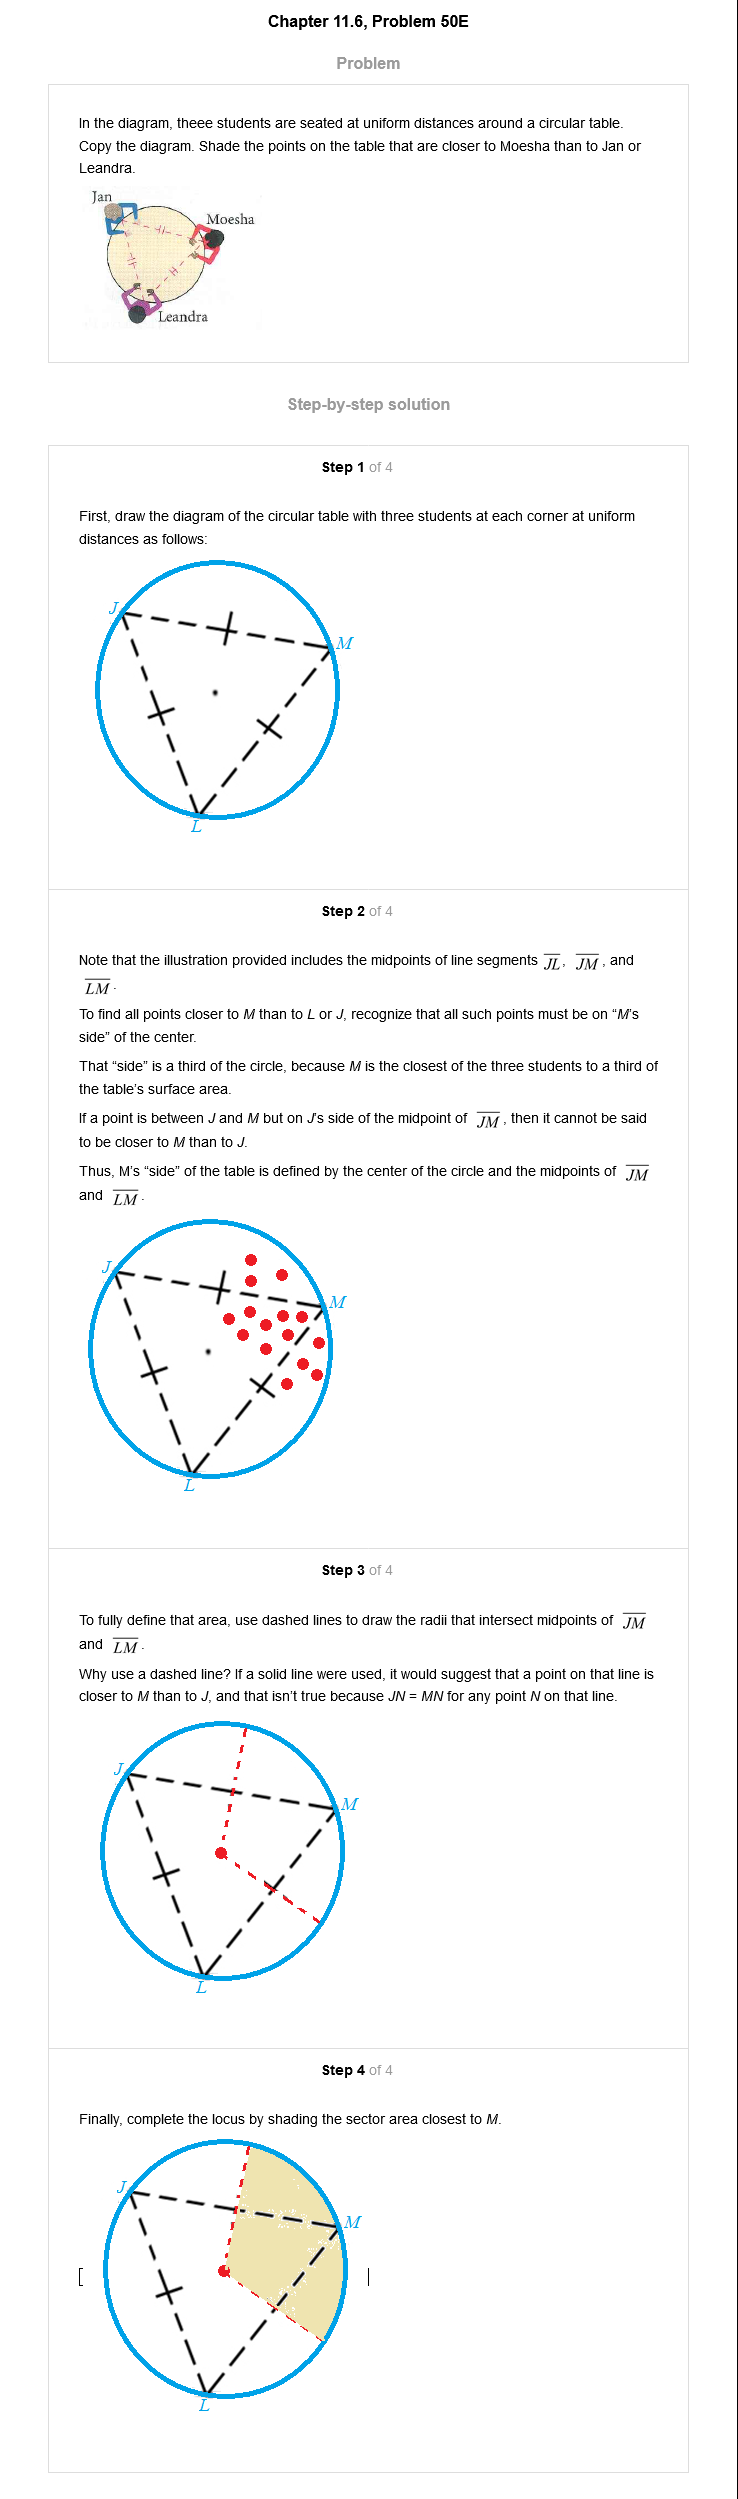 Chapter 11.6, Problem 50E
Problem
In the diagram, theee students are seated at uniform distances around a circular table.
Copy the diagram. Shade the points on the table that are closer to Moesha than to Jan or
Leandra.
Jan
Moesha
Leandra
Step-by-step solution
Step 1 of 4
First, draw the diagram of the circular table with three students at each corner at uniform
distances as follows:
J
M
L
Step 2 of 4
Note that the illustration provided includes the midpoints of line segments JL, JM, and
LM.
To find all points closer to M than to L or J, recognize that all such points must be on “M’s
side” of the center.
That “side” is a third of the circle, because M is the closest of the three students to a third of
the table’s surface area.
If a point is between J and M but on J’s side of the midpoint of JM, then it cannot be said
to be closer to M than to J.
Thus, M’s “side” of the table is defined by the center of the circle and the midpoints of JM
and LM.
J
M
L
Step 3 of 4
To fully define that area, use dashed lines to draw the radii that intersect midpoints of JM
and LM.
Why use a dashed line? If a solid line were used, it would suggest that a point on that line is
closer to M than to J, and that isn’t true because JN = MN for any point N on that line.
J
M
L
Step 4 of 4
Finally, complete the locus by shading the sector area closest to M.
J
M
[ |
L